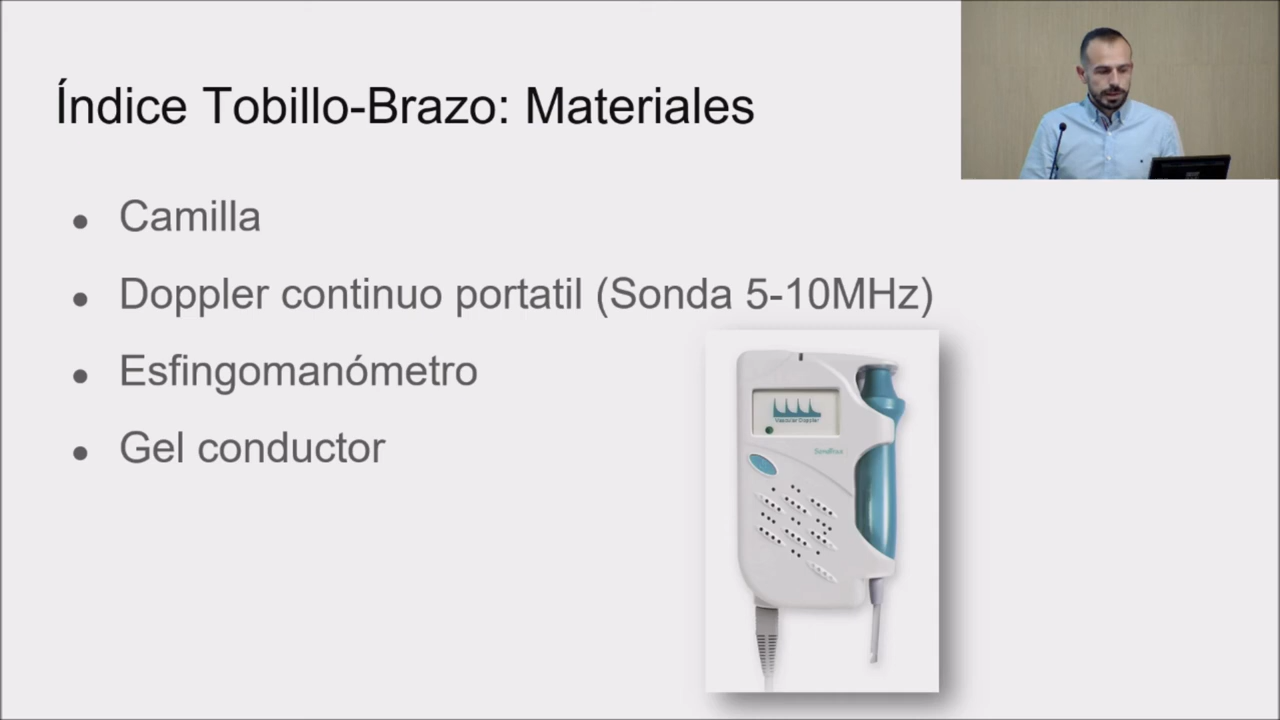 Índice Tobillo-Brazo: Materiales
● Camilla
● Doppler continuo portatil (Sonda 5-10MHz)
● Esfingomanómetro
● Gel conductor
Vascular Doppler